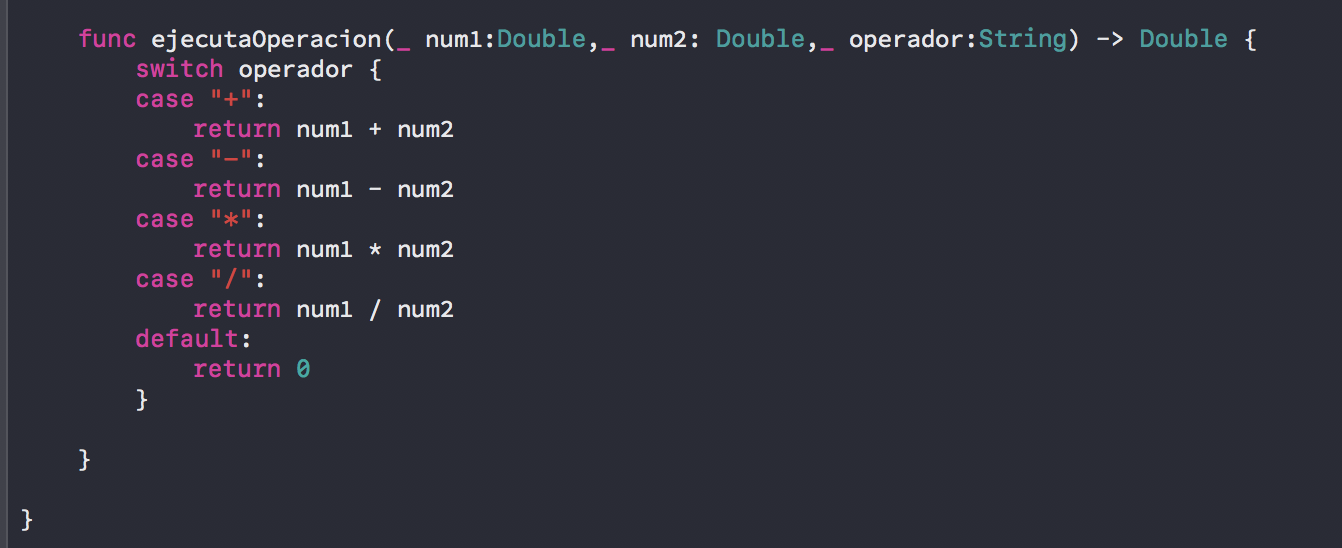 func ejecutaOperacion(_ num1:Double,_ num2: Double,_ operador:String) -> Double {
switch operador {
case "+":
return num1 + num2
case "-":
return num1 - num2
case "*":
return num1 * num2
case "/":
return num1 / num2
default:
return 0
}
}
}